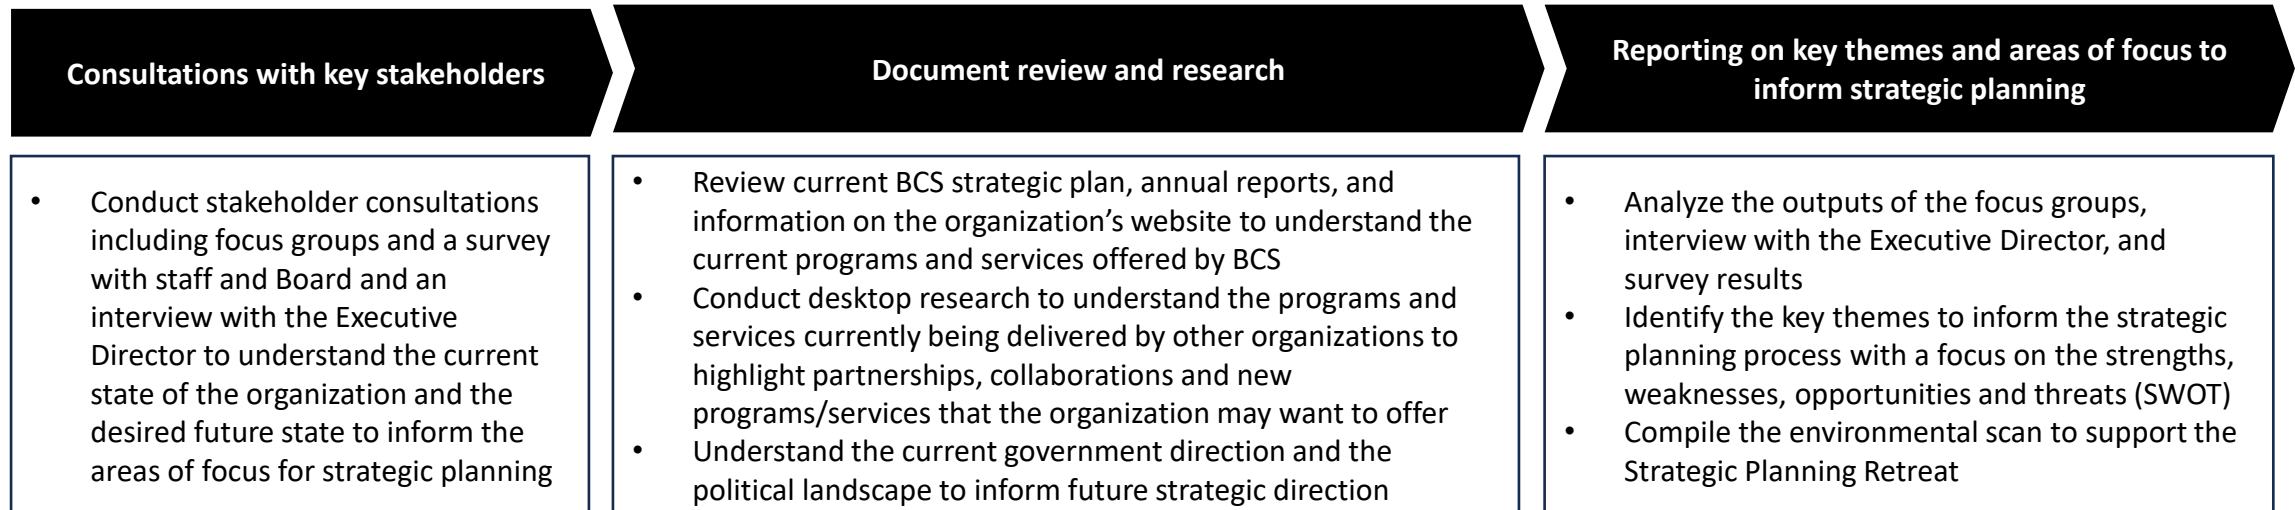 Consultations with key stakeholders
Document review and research
Reporting on key themes and areas of focus to
inform strategic planning
• Conduct stakeholder consultations
including focus groups and a survey
with staff and Board and an
interview with the Executive
Director to understand the current
state of the organization and the
desired future state to inform the
areas of focus for strategic planning
• Review current BCS strategic plan, annual reports, and
information on the organization’s website to understand the
current programs and services offered by BCS
• Conduct desktop research to understand the programs and
services currently being delivered by other organizations to
highlight partnerships, collaborations and new
programs/services that the organization may want to offer
• Understand the current government direction and the
political landscape to inform future strategic direction
• Analyze the outputs of the focus groups,
interview with the Executive Director, and
survey results
• Identify the key themes to inform the strategic
planning process with a focus on the strengths,
weaknesses, opportunities and threats (SWOT)
• Compile the environmental scan to support the
Strategic Planning Retreat